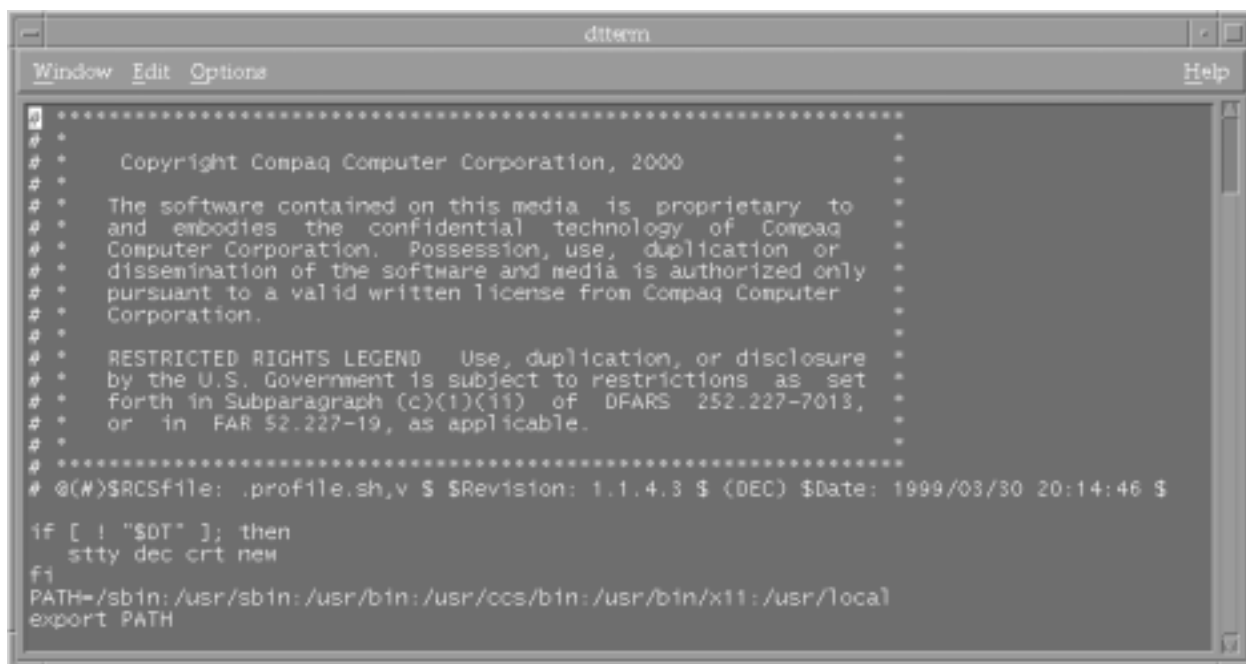 dtterm
Window Edit Options Help
# *****************************************************************
# *                                                                *
# *    Copyright Compaq Computer Corporation, 2000                 *
# *                                                                *
# *   The software contained on this media  is  proprietary  to   *
# *   and  embodies  the  confidential  technology  of  Compaq    *
# *   Computer Corporation.  Possession, use,  duplication  or    *
# *   dissemination of the software and media is authorized only  *
# *   pursuant to a valid written license from Compaq Computer    *
# *   Corporation.                                                *
# *                                                                *
# *   RESTRICTED RIGHTS LEGEND   Use, duplication, or disclosure  *
# *   by the U.S. Government is subject to restrictions  as  set  *
# *   forth in Subparagraph (c)(1)(ii)  of  DFARS  252.227-7013,  *
# *   or  in  FAR 52.227-19, as applicable.                       *
# *                                                                *
# *****************************************************************
# @(#)$RCSfile: .profile.sh,v $ $Revision: 1.1.4.3 $ (DEC) $Date: 1999/03/30 20:14:46 $
if [ ! "$DT" ]; then
   stty dec crt new
fi
PATH=/sbin:/usr/sbin:/usr/bin:/usr/ccs/bin:/usr/bin/x11:/usr/local
export PATH